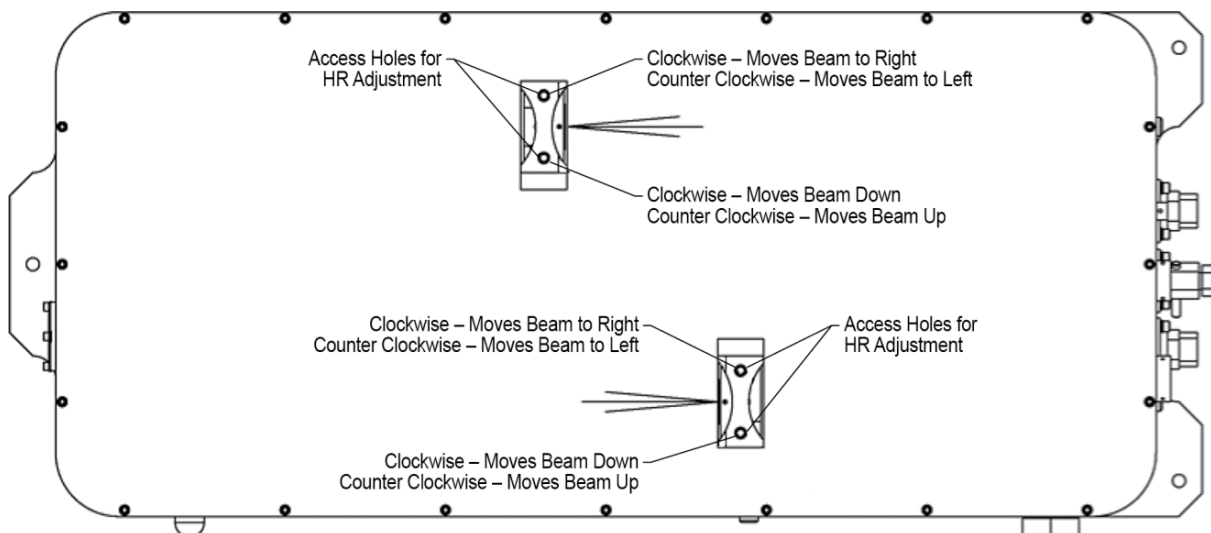 Access Holes for
HR Adjustment
Clockwise – Moves Beam to Right
Counter Clockwise – Moves Beam to Left
Clockwise – Moves Beam Down
Counter Clockwise – Moves Beam Up
Clockwise – Moves Beam to Right
Counter Clockwise – Moves Beam to Left
Access Holes for
HR Adjustment
Clockwise – Moves Beam Down
Counter Clockwise – Moves Beam Up